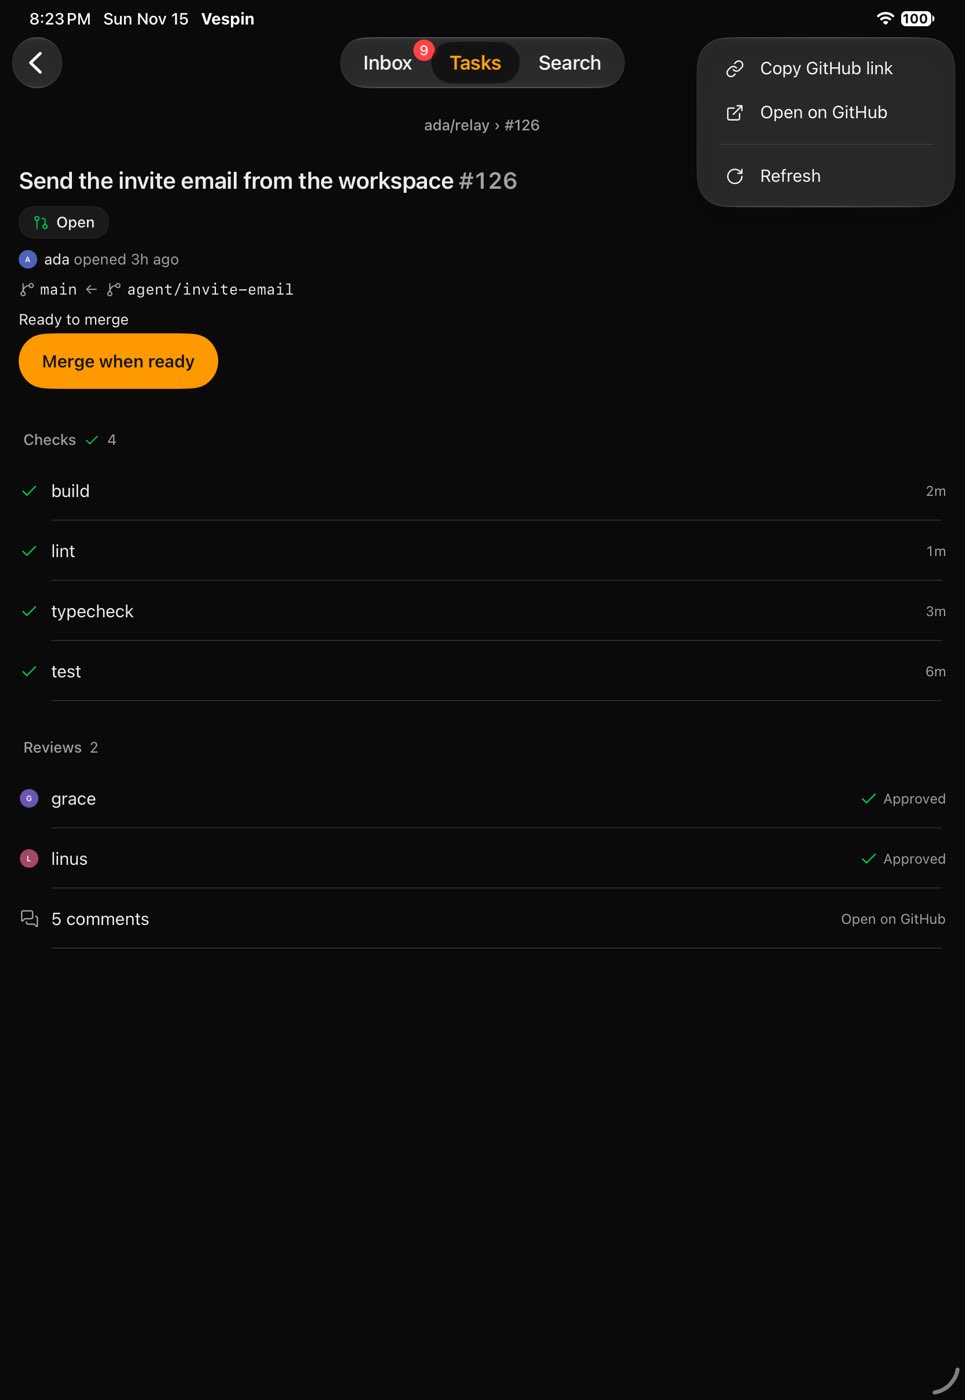 8:23 PM Sun Nov 15 Vespin
100
Inbox 9 Tasks Search
Copy GitHub link
Open on GitHub
Refresh
ada/relay › #126
Send the invite email from the workspace #126
Open
A ada opened 3h ago
main ← agent/invite-email
Ready to merge
Merge when ready
Checks 4
build 2m
lint 1m
typecheck 3m
test 6m
Reviews 2
G grace Approved
L linus Approved
5 comments Open on GitHub